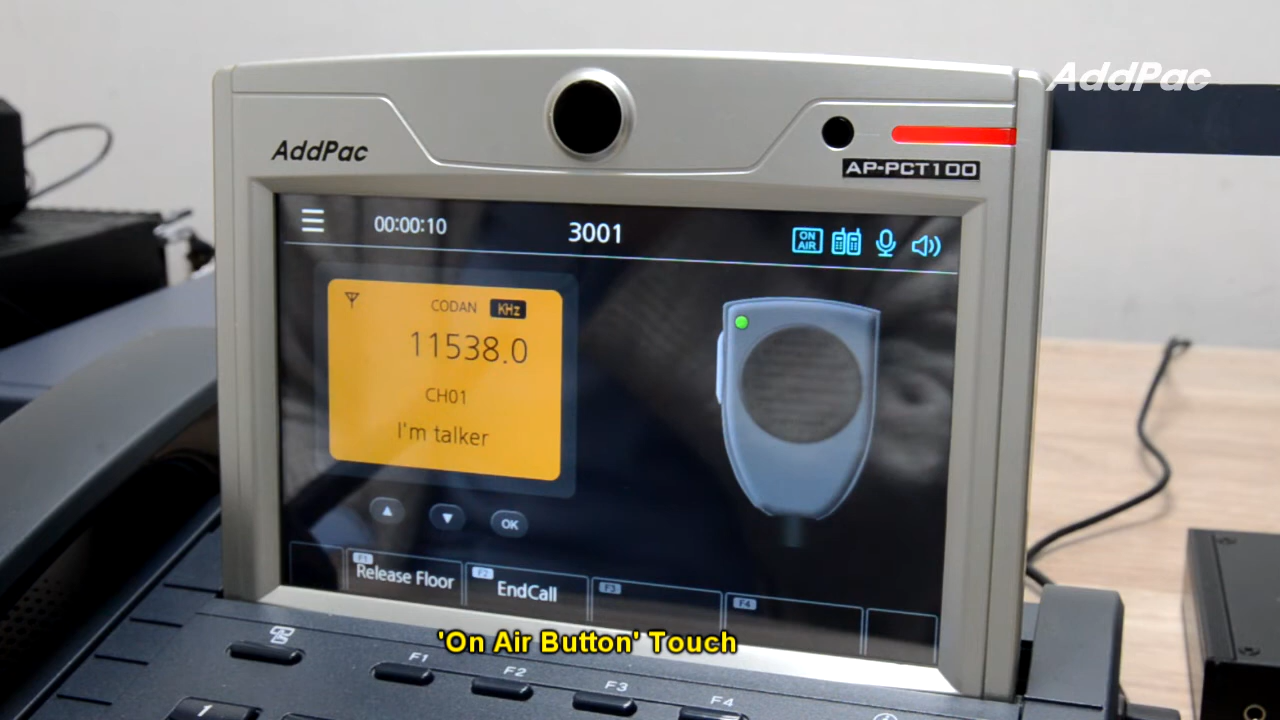 AddPac
AddPac
AP-PCT100
00:00:10
3001
ON
AIR
CODAN KHz
11538.0
CH01
I'm talker
OK
F1
Release Floor
F2
EndCall
F3
F4
'On Air Button' Touch
F1
F2
F3
F4
1